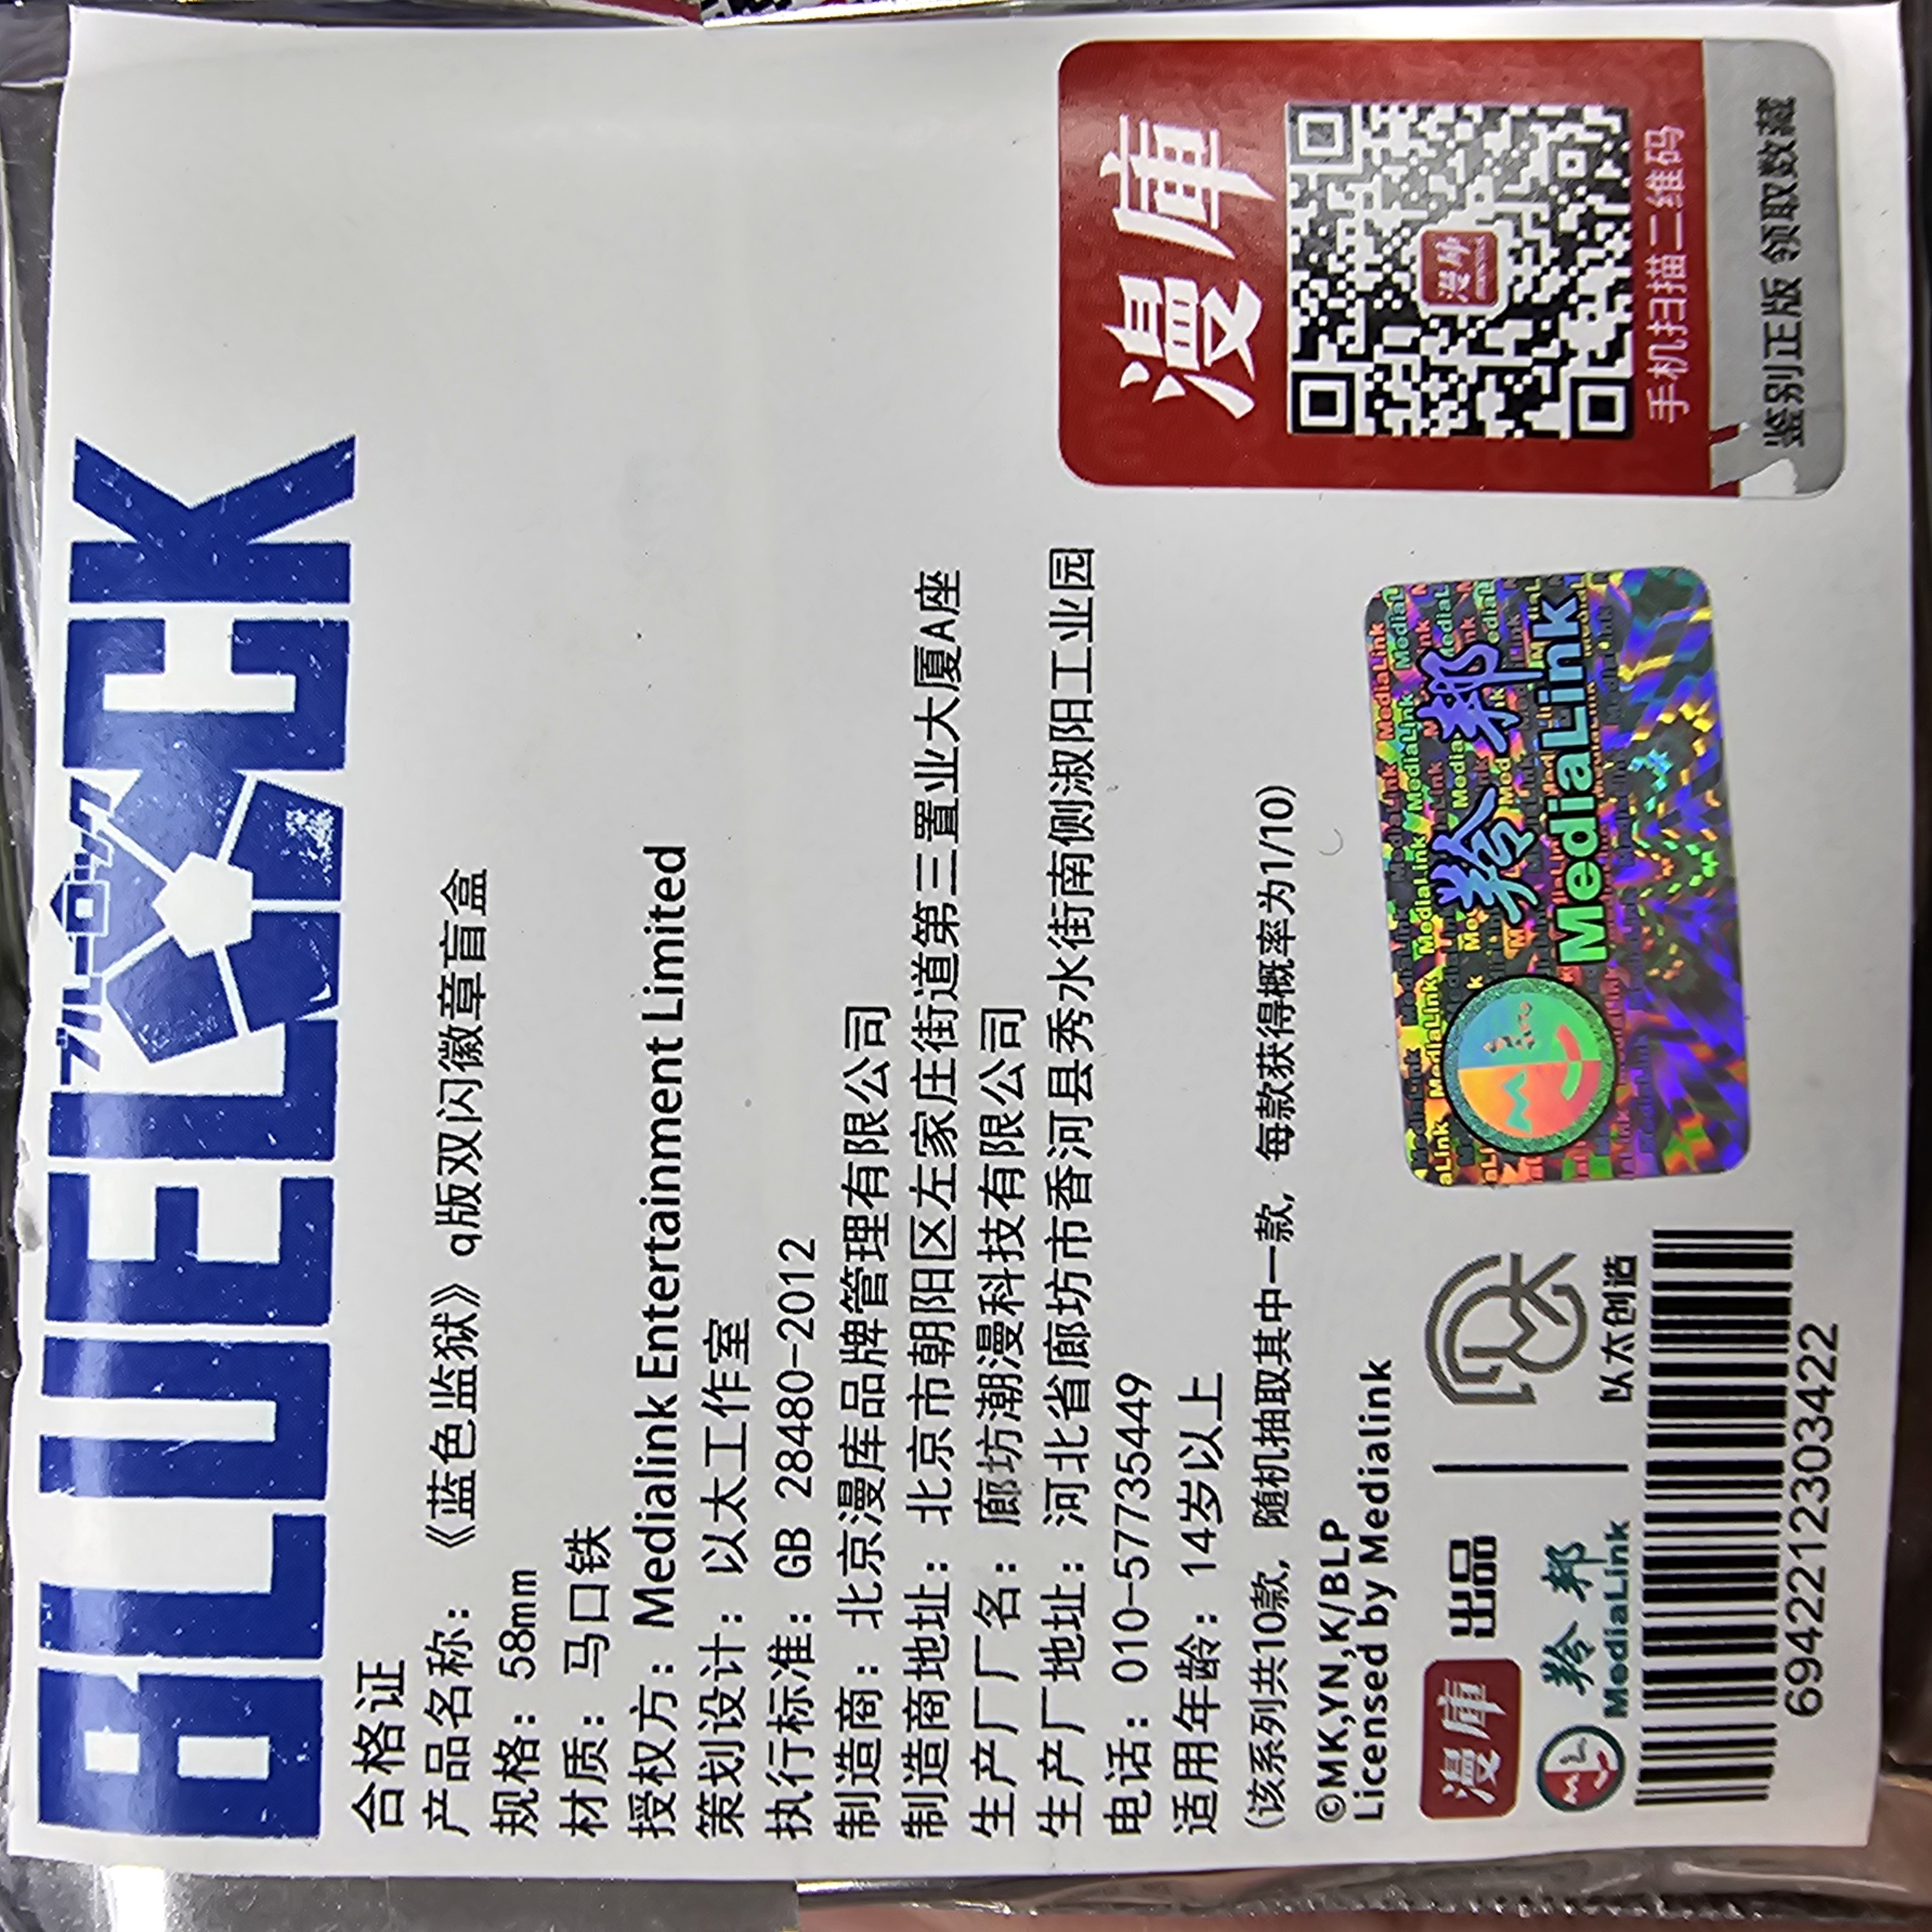 ブルーロック
BLUELOCK
合格证
产品名称：《蓝色监狱》q版双闪徽章盲盒
规格：58mm
材质：马口铁
授权方：Medialink Entertainment Limited
策划设计：以太工作室
执行标准：GB 28480-2012
制造商：北京漫库品牌管理有限公司
制造商地址：北京市朝阳区左家庄街道第三置业大厦A座
生产厂厂名：廊坊潮漫科技有限公司
生产厂地址：河北省廊坊市香河县秀水街南侧淑阳工业园
电话：010-57735449
适用年龄：14岁以上
(该系列共10款，随机抽取其中一款，每款获得概率为1/10)
©MK,YN,K/BLP
Licensed by Medialink
漫庫 出品
羚邦
MediaLink
以太创造
6942212303422
羚邦
MediaLink
漫庫
漫庫
手机扫描二维码
鉴别正版 领取数藏